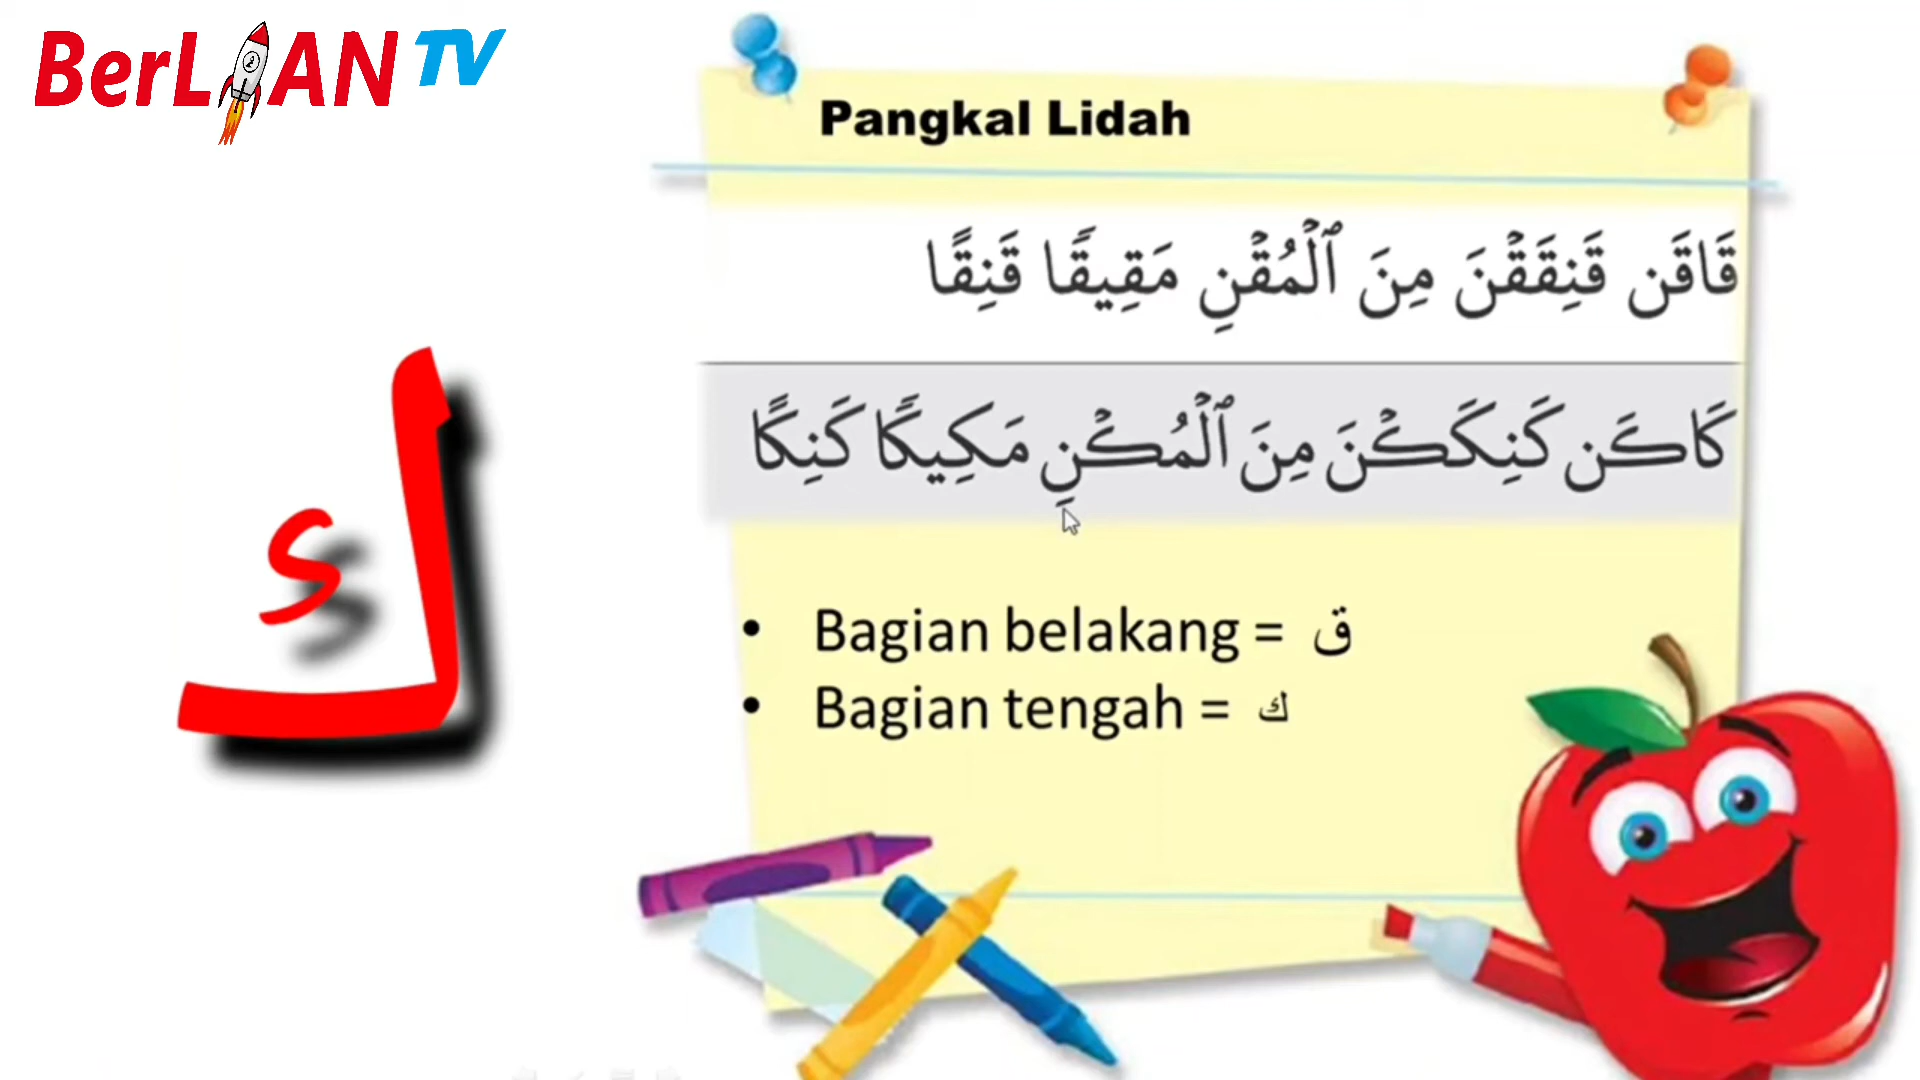 BerLIAN TV
Pangkal Lidah
قَاقَن قَنِقَقْنَ مِنَ ٱلْمُقْنِ مَقِيقًا قَنِقًا
كَاكَن كَنِكَكْنَ مِنَ ٱلْمُكْنِ مَكِيكًا كَنِكًا
ك
• Bagian belakang = ق
• Bagian tengah = ك